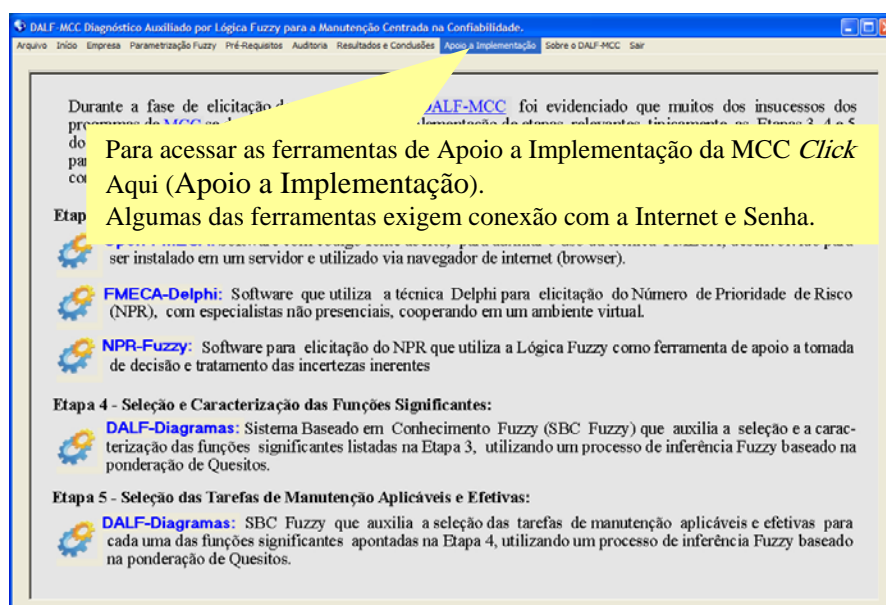 DALF-MCC Diagnóstico Auxiliado por Lógica Fuzzy para a Manutenção Centrada na Confiabilidade.
Arquivo Início Empresa Parametrização Fuzzy Pré-Requisitos Auditoria Resultados e Conclusões Apoio a Implementação Sobre o DALF-MCC Sair
Durante a fase de elicitação DALF-MCC foi evidenciado que muitos dos insucessos dos
Para acessar as ferramentas de Apoio a Implementação da MCC Click
Aqui (Apoio a Implementação).
Algumas das ferramentas exigem conexão com a Internet e Senha.
Etap
ser instalado em um servidor e utilizado via navegador de internet (browser).
FMECA-Delphi: Software que utiliza a técnica Delphi para elicitação do Número de Prioridade de Risco
(NPR), com especialistas não presenciais, cooperando em um ambiente virtual.
NPR-Fuzzy: Software para elicitação do NPR que utiliza a Lógica Fuzzy como ferramenta de apoio a tomada
de decisão e tratamento das incertezas inerentes
Etapa 4 - Seleção e Caracterização das Funções Significantes:
DALF-Diagramas: Sistema Baseado em Conhecimento Fuzzy (SBC Fuzzy) que auxilia a seleção e a carac-
terização das funções significantes listadas na Etapa 3, utilizando um processo de inferência Fuzzy baseado na
ponderação de Quesitos.
Etapa 5 - Seleção das Tarefas de Manutenção Aplicáveis e Efetivas:
DALF-Diagramas: SBC Fuzzy que auxilia a seleção das tarefas de manutenção aplicáveis e efetivas para
cada uma das funções significantes apontadas na Etapa 4, utilizando um processo de inferência Fuzzy baseado
na ponderação de Quesitos.